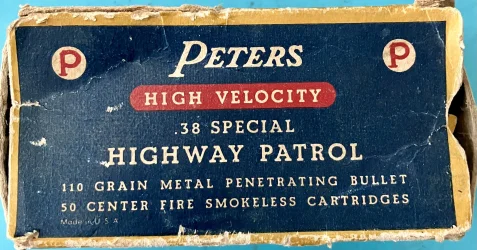 PETERS
P P
HIGH VELOCITY
.38 SPECIAL
HIGHWAY PATROL
110 GRAIN METAL PENETRATING BULLET
50 CENTER FIRE SMOKELESS CARTRIDGES
Made in U.S.A.